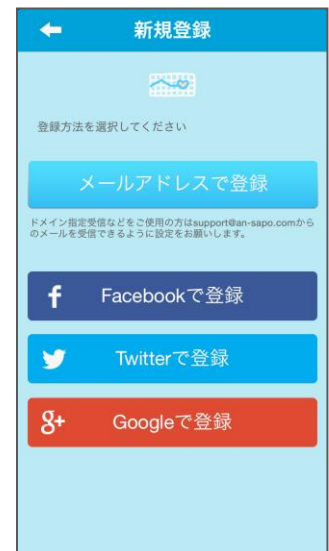 新規登録
登録方法を選択してください
メールアドレスで登録
ドメイン指定受信などをご使用の方はsupport@an-sapo.comから
のメールを受信できるように設定をお願いします。
f Facebookで登録
Twitterで登録
g+ Googleで登録